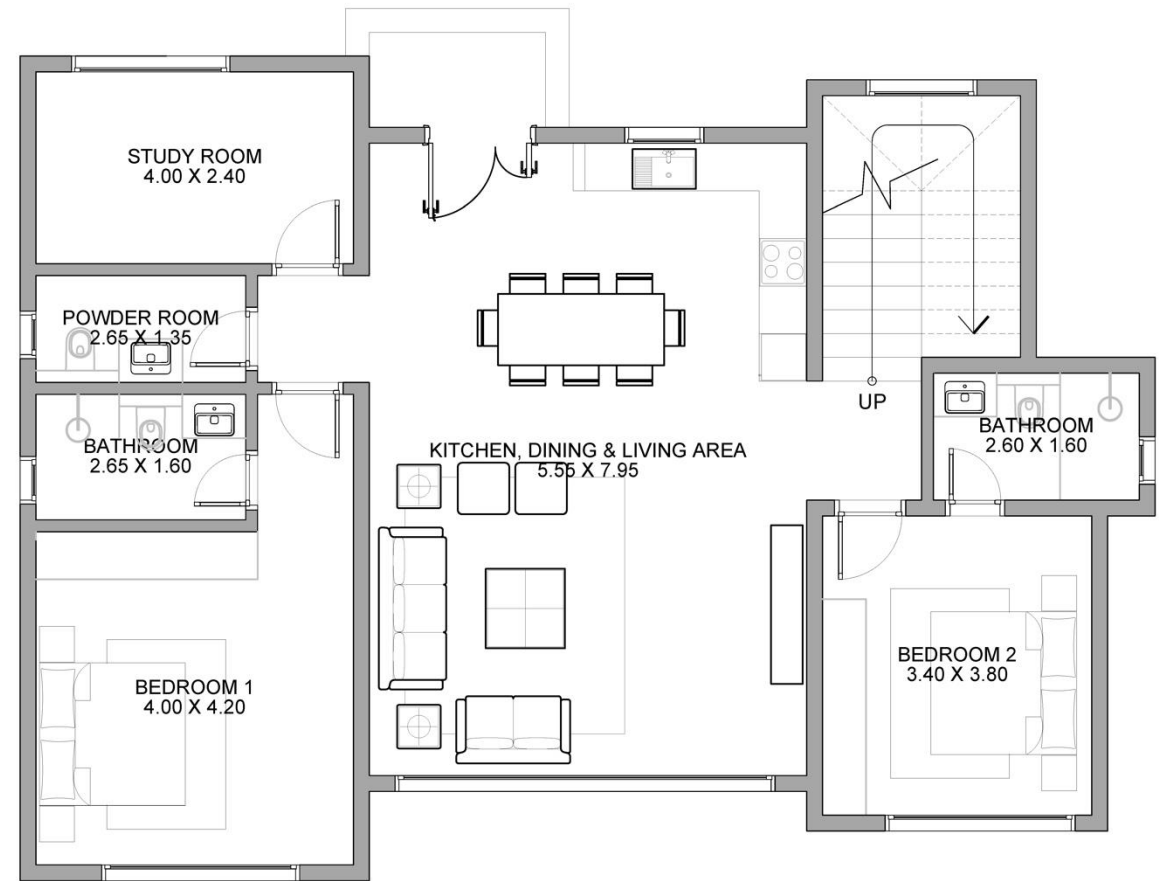 STUDY ROOM
4.00 X 2.40
POWDER ROOM
2.65 X 1.35
BATHROOM
2.65 X 1.60
KITCHEN, DINING & LIVING AREA
5.55 X 7.95
UP
BATHROOM
2.60 X 1.60
BEDROOM 1
4.00 X 4.20
BEDROOM 2
3.40 X 3.80